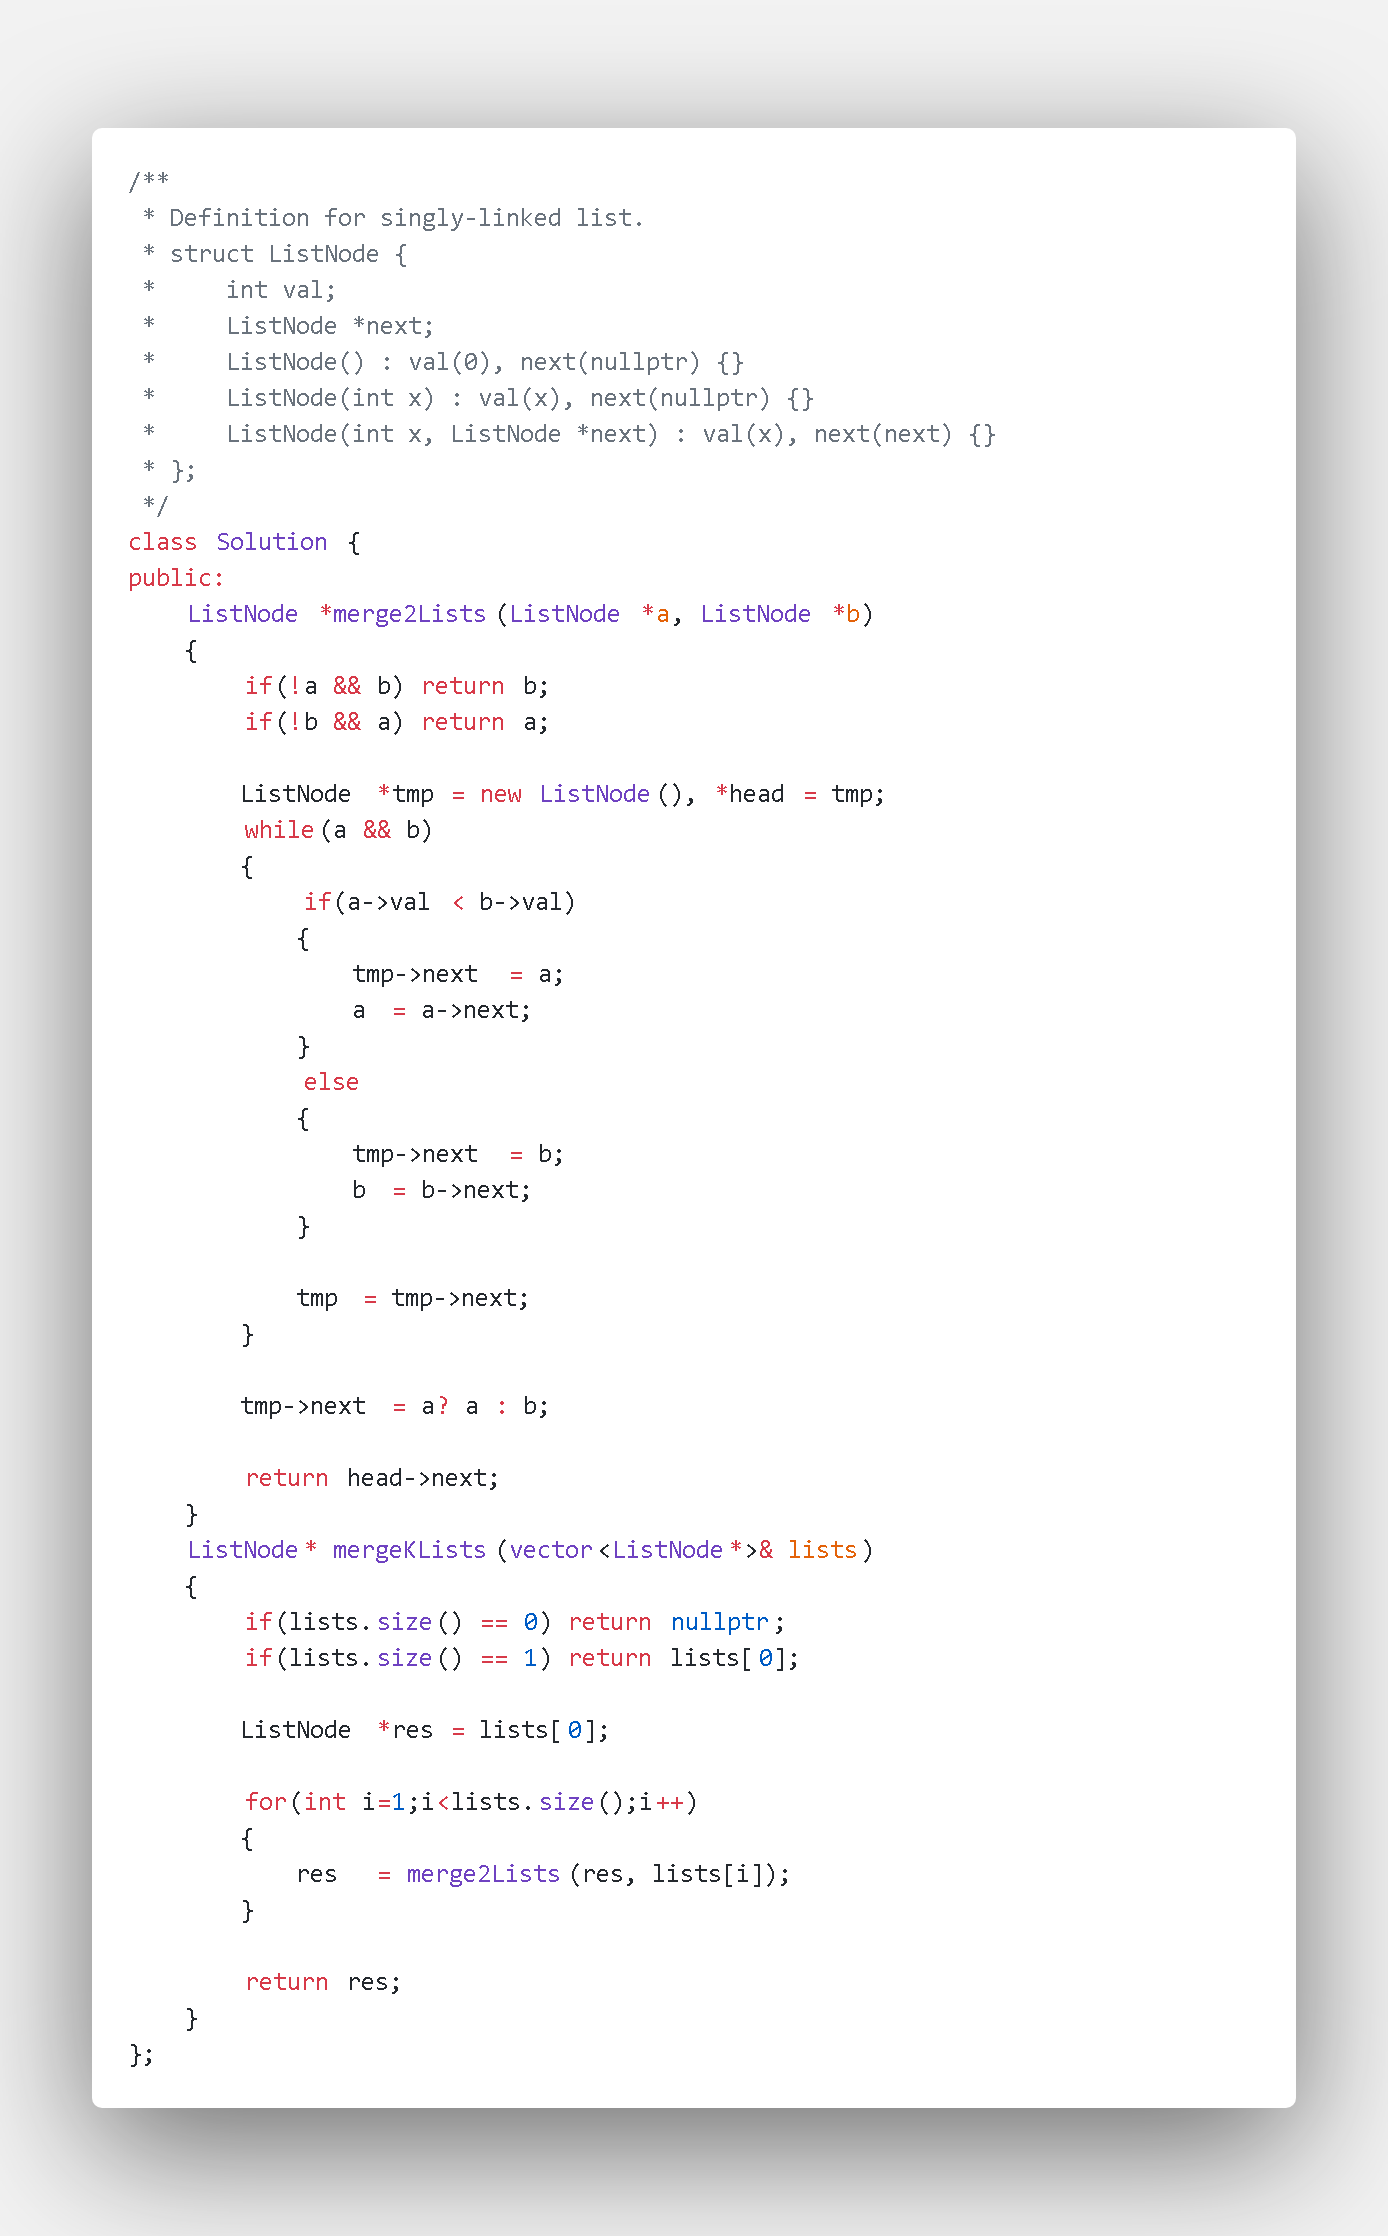 /**
 * Definition for singly-linked list.
 * struct ListNode {
 *     int val;
 *     ListNode *next;
 *     ListNode() : val(0), next(nullptr) {}
 *     ListNode(int x) : val(x), next(nullptr) {}
 *     ListNode(int x, ListNode *next) : val(x), next(next) {}
 * };
 */
class Solution {
public:
    ListNode *merge2Lists(ListNode *a, ListNode *b)
    {
        if(!a && b) return b;
        if(!b && a) return a;

        ListNode *tmp = new ListNode(), *head = tmp;
        while(a && b)
        {
            if(a->val < b->val)
            {
                tmp->next = a;
                a = a->next;
            }
            else
            {
                tmp->next = b;
                b = b->next;
            }

            tmp = tmp->next;
        }

        tmp->next = a? a : b;

        return head->next;
    }
    ListNode* mergeKLists(vector<ListNode*>& lists)
    {
        if(lists.size() == 0) return nullptr;
        if(lists.size() == 1) return lists[0];

        ListNode *res = lists[0];

        for(int i=1;i<lists.size();i++)
        {
            res = merge2Lists(res, lists[i]);
        }

        return res;
    }
};